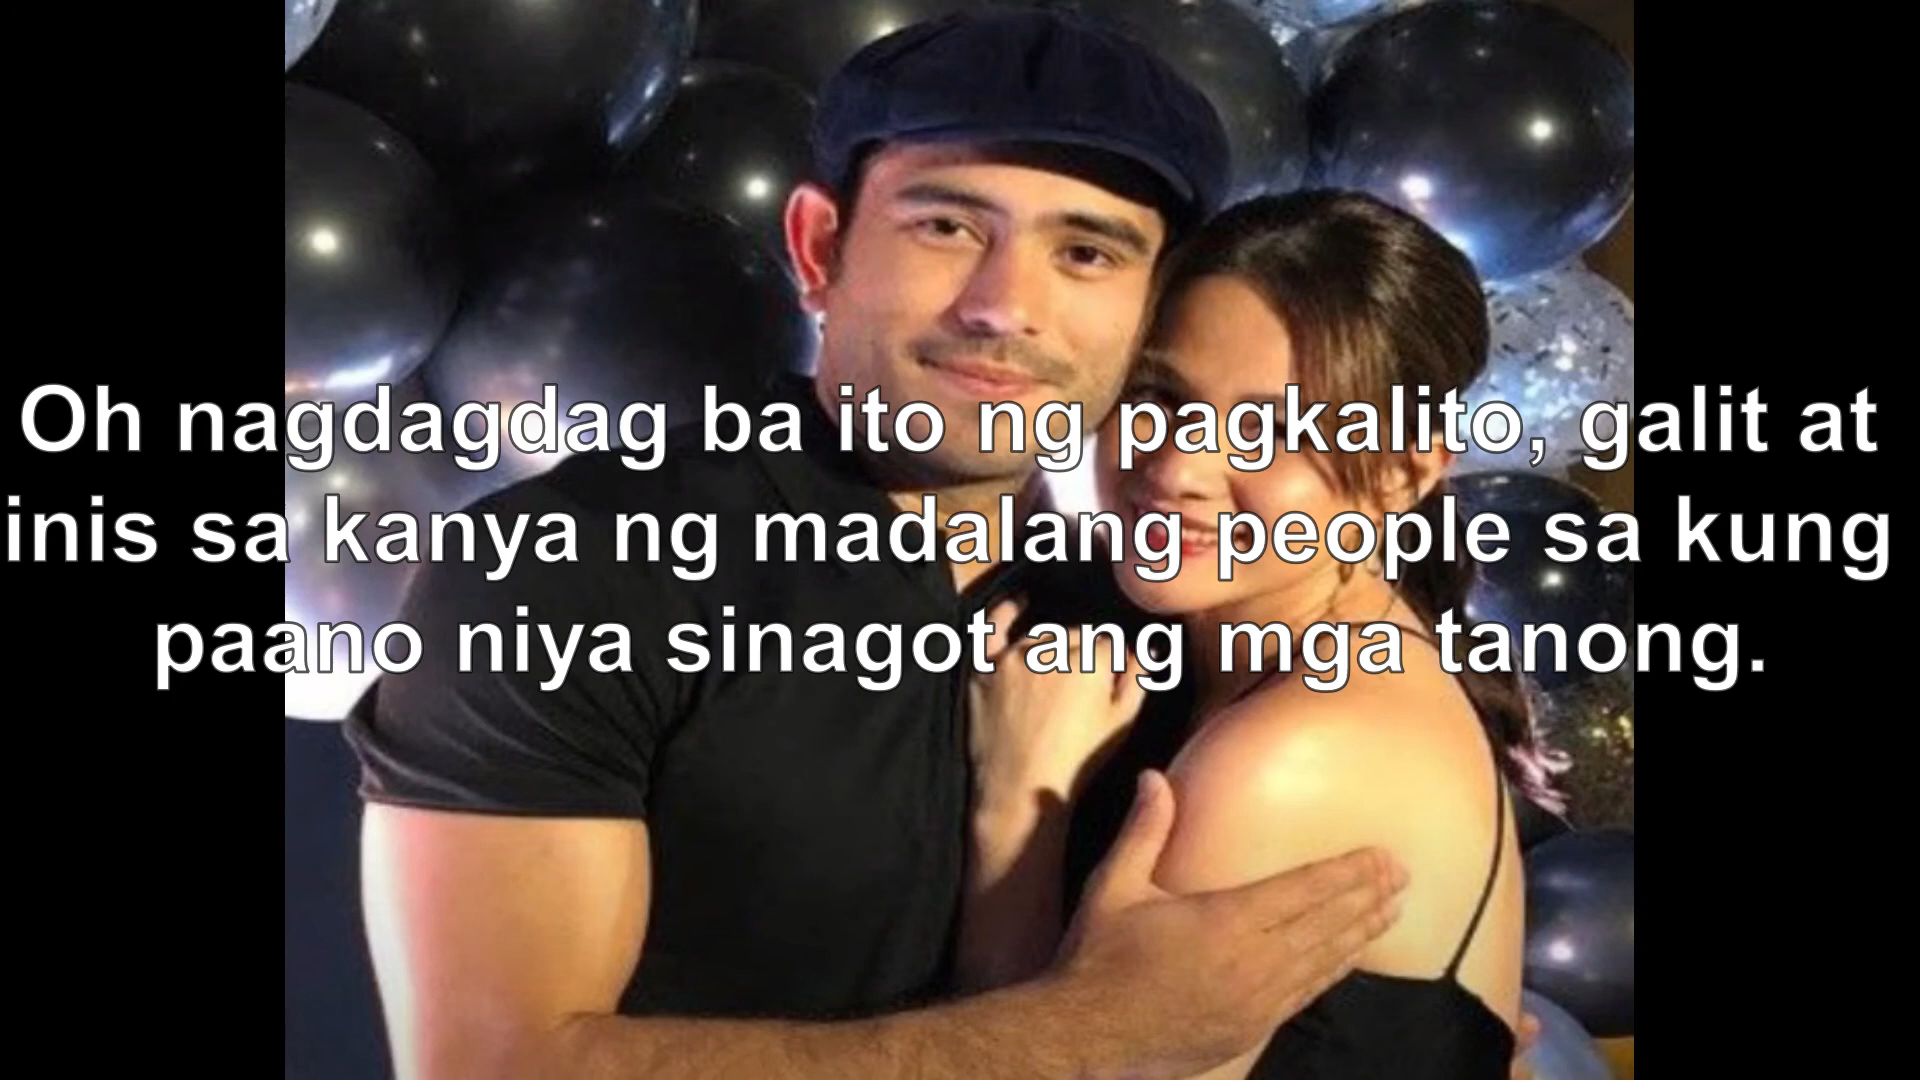 Oh nagdagdag ba ito ng pagkalito, galit at
inis sa kanya ng madalang people sa kung
paano niya sinagot ang mga tanong.